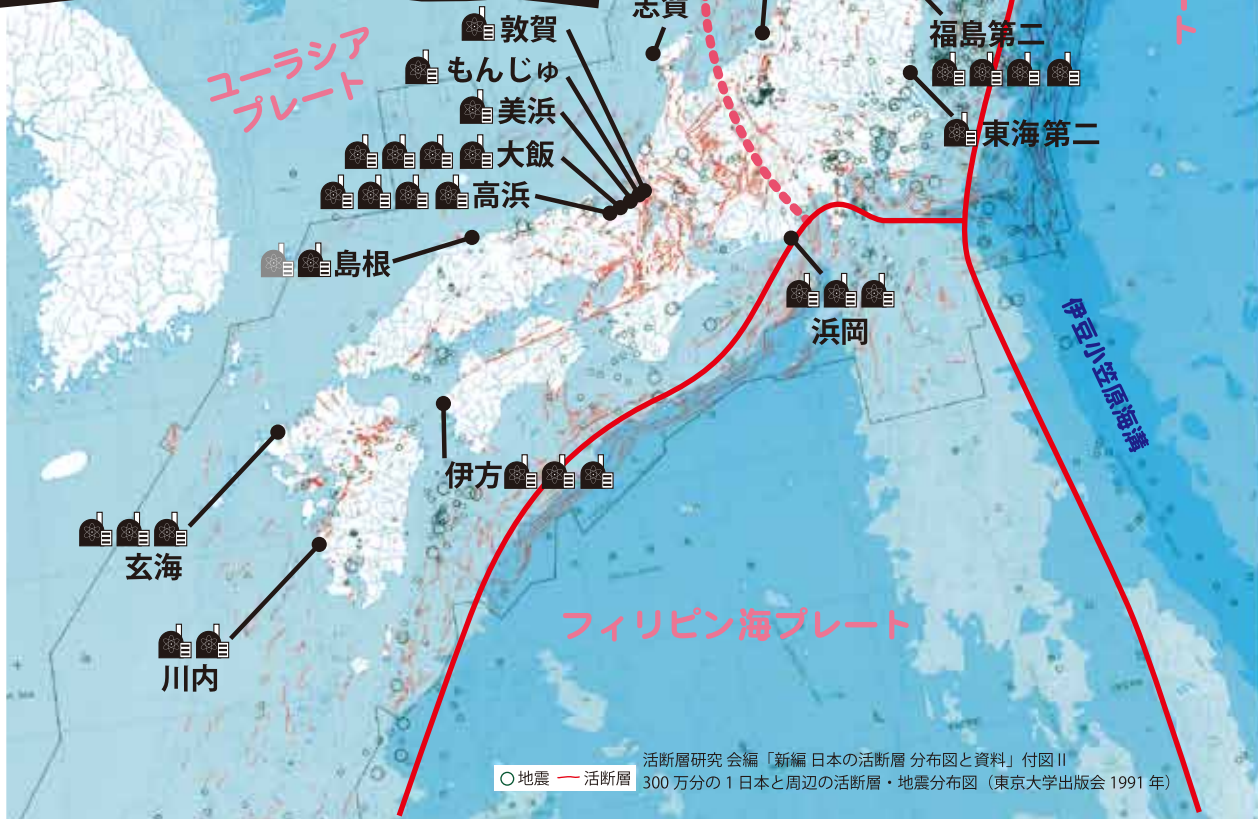 志賀
敦賀
福島第二
ユーラシア
プレート
もんじゅ
美浜
東海第二
大飯
高浜
島根
浜岡
伊豆小笠原海溝
伊方
玄海
フィリピン海プレート
川内
活断層研究 会編「新編 日本の活断層 分布図と資料」付図Ⅱ
地震 活断層
300 万分の 1 日本と周辺の活断層・地震分布図（東京大学出版会 1991 年）